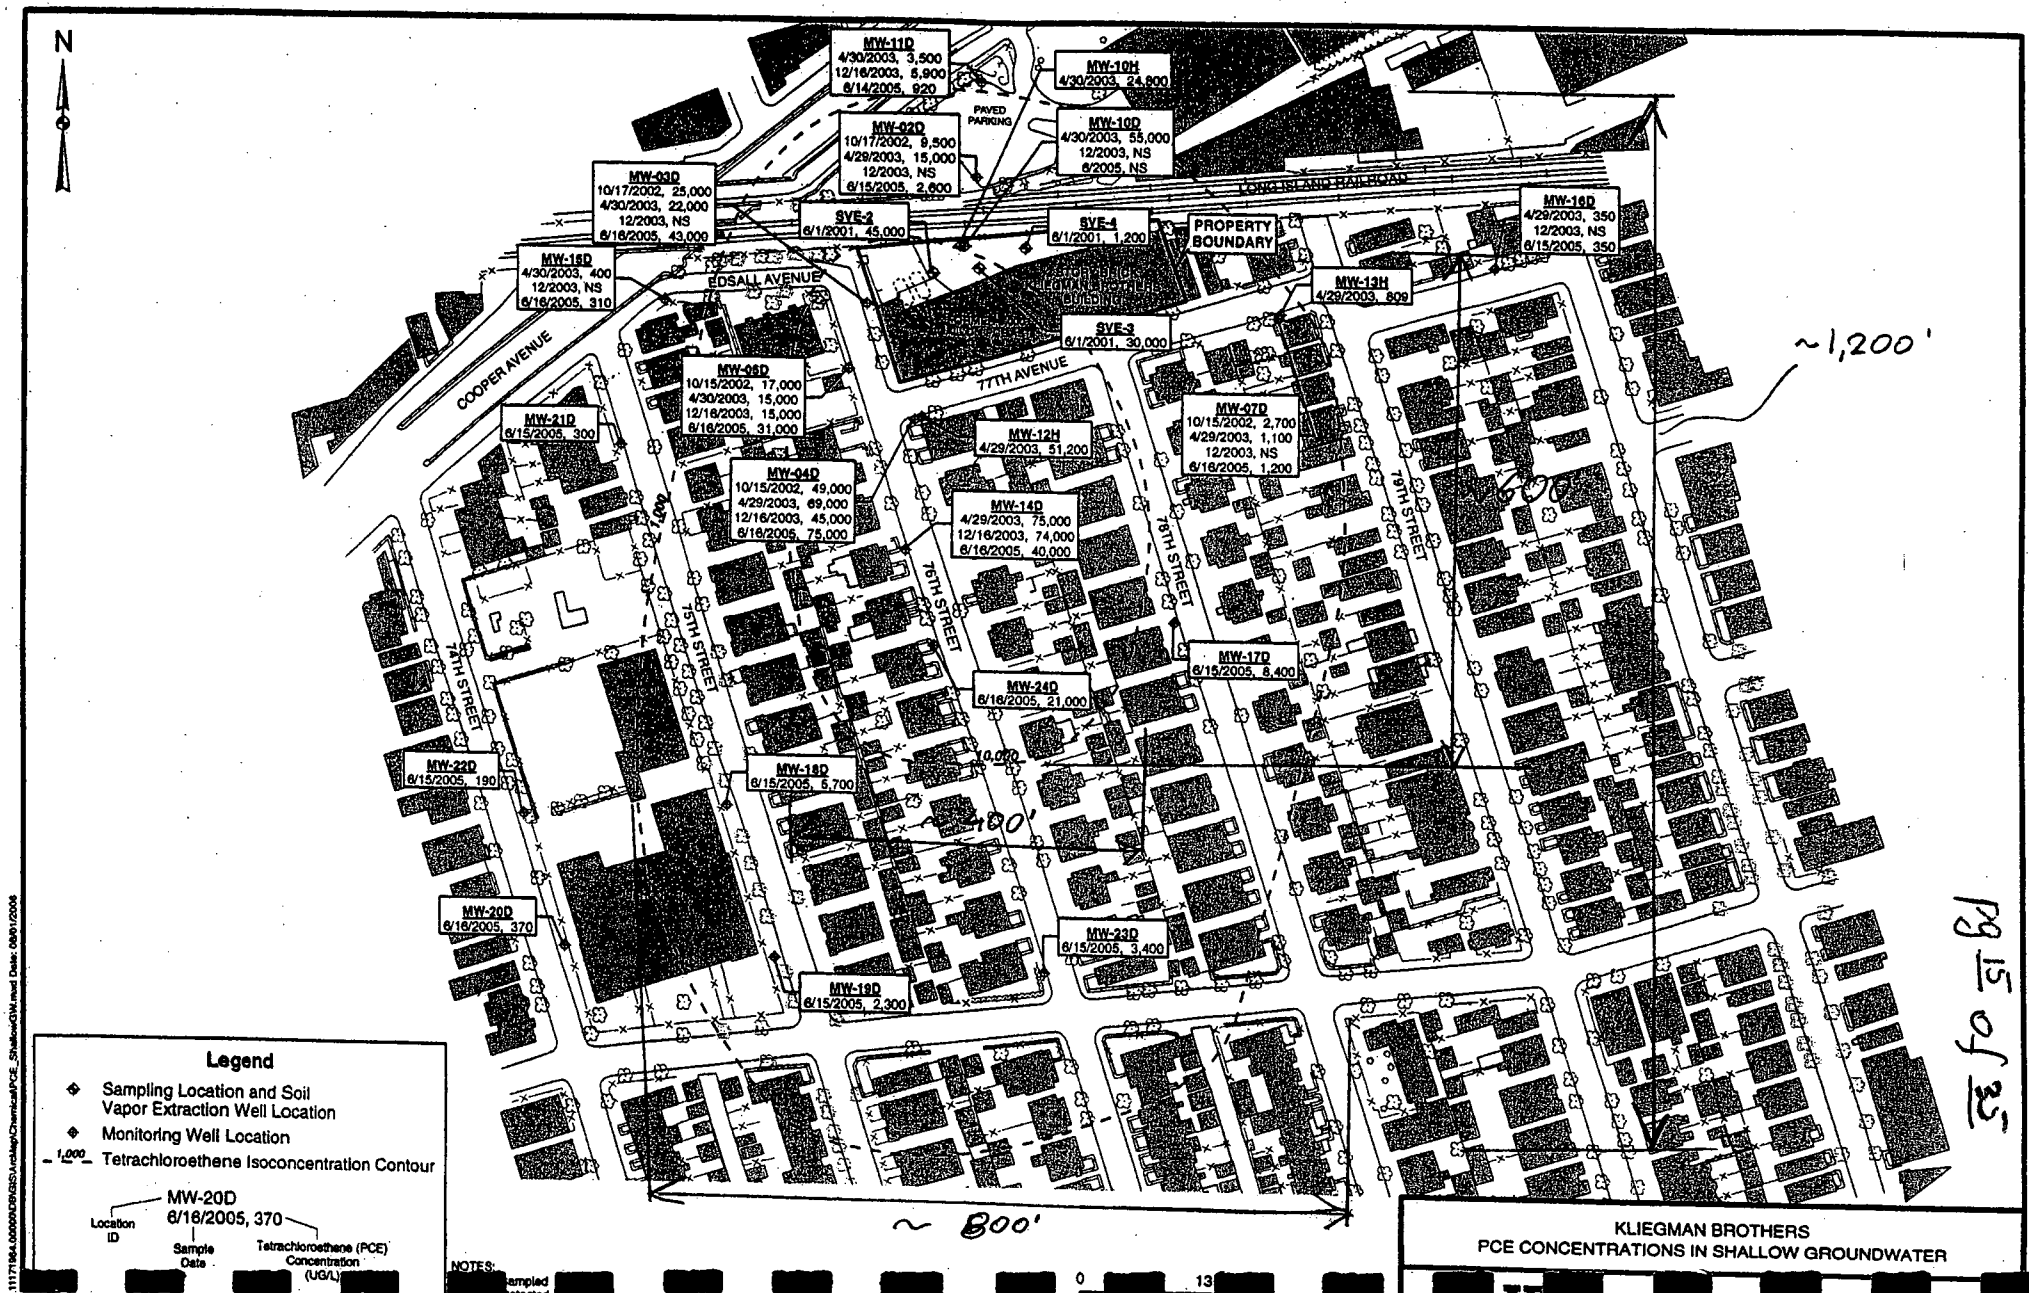 N
MW-11D
4/30/2003, 3,500
12/16/2003, 5,900
6/14/2005, 920
MW-10H
4/30/2003, 24,800
PAVED
PARKING
MW-02D
10/17/2002, 9,500
4/29/2003, 15,000
12/2003, NS
6/15/2005, 2,600
MW-10D
4/30/2003, 55,000
12/2003, NS
6/2005, NS
MW-03D
10/17/2002, 25,000
4/30/2003, 22,000
12/2003, NS
6/16/2005, 43,000
LONG ISLAND RAILROAD
MW-16D
4/29/2003, 350
12/2003, NS
6/15/2005, 350
SVE-2
6/1/2001, 45,000
SVE-4
6/1/2001, 1,200
PROPERTY
BOUNDARY
MW-15D
4/30/2003, 400
12/2003, NS
6/16/2005, 310
EDSALL AVENUE
BUILDING
MW-13H
4/29/2003, 809
SVE-3
6/1/2001, 30,000
~1,200'
COOPER AVENUE
77TH AVENUE
MW-06D
10/15/2002, 17,000
4/30/2003, 15,000
12/16/2003, 15,000
6/16/2005, 31,000
MW-21D
6/15/2005, 300
MW-12H
4/29/2003, 51,200
MW-07D
10/15/2002, 2,700
4/29/2003, 1,100
12/2003, NS
6/16/2005, 1,200
MW-04D
10/15/2002, 49,000
4/29/2003, 69,000
12/16/2003, 45,000
6/16/2005, 75,000
MW-14D
4/29/2003, 75,000
12/16/2003, 74,000
6/16/2005, 40,000
1,000
600'
79TH STREET
78TH STREET
76TH STREET
75TH STREET
74TH STREET
MW-17D
6/15/2005, 8,400
MW-24D
6/16/2005, 21,000
10,000
MW-22D
6/15/2005, 190
MW-18D
6/15/2005, 5,700
~ 400'
MW-20D
6/16/2005, 370
MW-23D
6/15/2005, 3,400
MW-19D
6/15/2005, 2,300
pg 15 of 33
~ 800'
Legend
Sampling Location and Soil
Vapor Extraction Well Location
Monitoring Well Location
1,000 Tetrachloroethene Isoconcentration Contour
MW-20D
6/16/2005, 370
Location
ID
Sample
Date
Tetrachloroethene (PCE)
Concentration
(UG/L)
NOTES:
0 13
KLIEGMAN BROTHERS
PCE CONCENTRATIONS IN SHALLOW GROUNDWATER